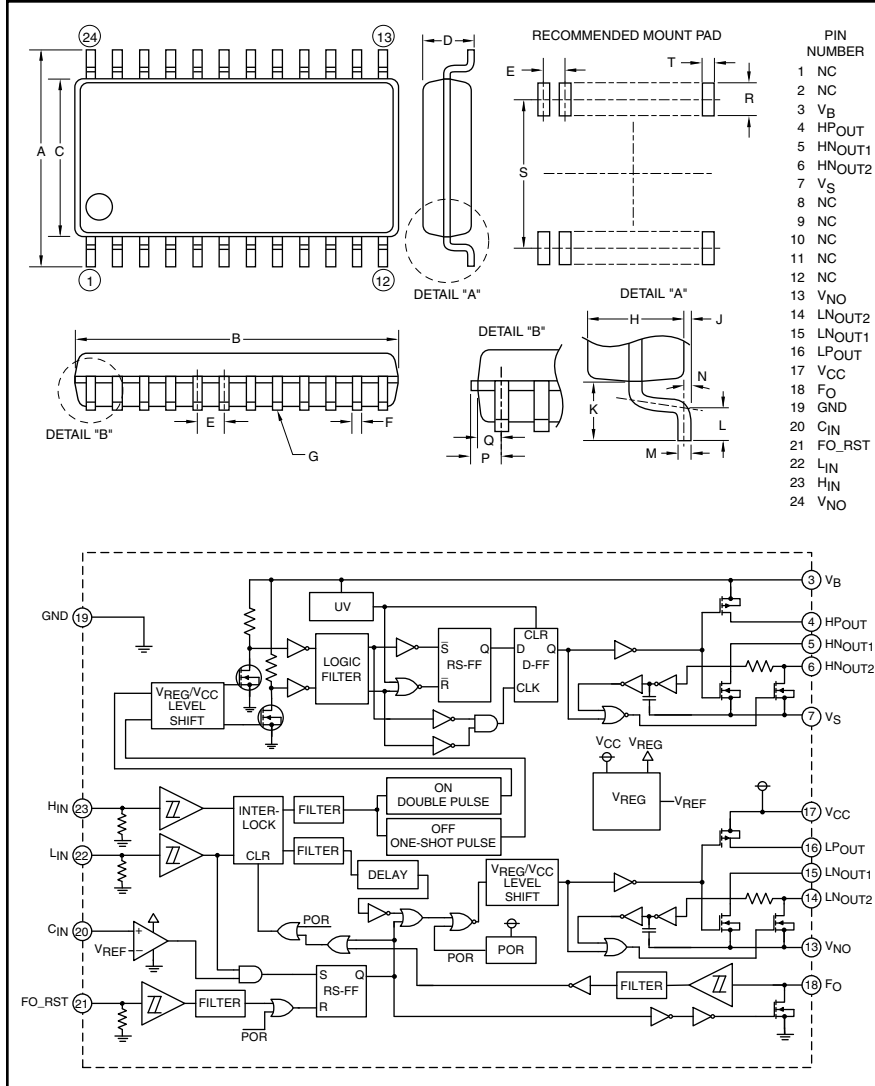 24
13
A
C
1
12
D
DETAIL "A"
RECOMMENDED MOUNT PAD
E
T
R
S
PIN
NUMBER
1 NC
2 NC
3 VB
4 HPOUT
5 HNOUT1
6 HNOUT2
7 VS
8 NC
9 NC
10 NC
11 NC
12 NC
13 VNO
14 LNOUT2
15 LNOUT1
16 LPOUT
17 VCC
18 FO
19 GND
20 CIN
21 FO_RST
22 LIN
23 HIN
24 VNO
B
DETAIL "B"
E
F
G
DETAIL "B"
Q
P
DETAIL "A"
H
J
K
N
L
M
GND 19
UV
3 VB
4 HPOUT
5 HNOUT1
6 HNOUT2
7 VS
VREG/VCC
LEVEL
SHIFT
LOGIC
FILTER
S
R
Q
RS-FF
CLR
D
Q
D-FF
CLK
VCC
VREG
VREG
VREF
HIN 23
LIN 22
INTER-
LOCK
CLR
FILTER
FILTER
ON
DOUBLE PULSE
OFF
ONE-SHOT PULSE
DELAY
VREG/VCC
LEVEL
SHIFT
17 VCC
16 LPOUT
15 LNOUT1
14 LNOUT2
13 VNO
CIN 20
+
VREF
−
POR
POR
POR
S
Q
RS-FF
R
FO_RST 21
FILTER
POR
FILTER
18 FO